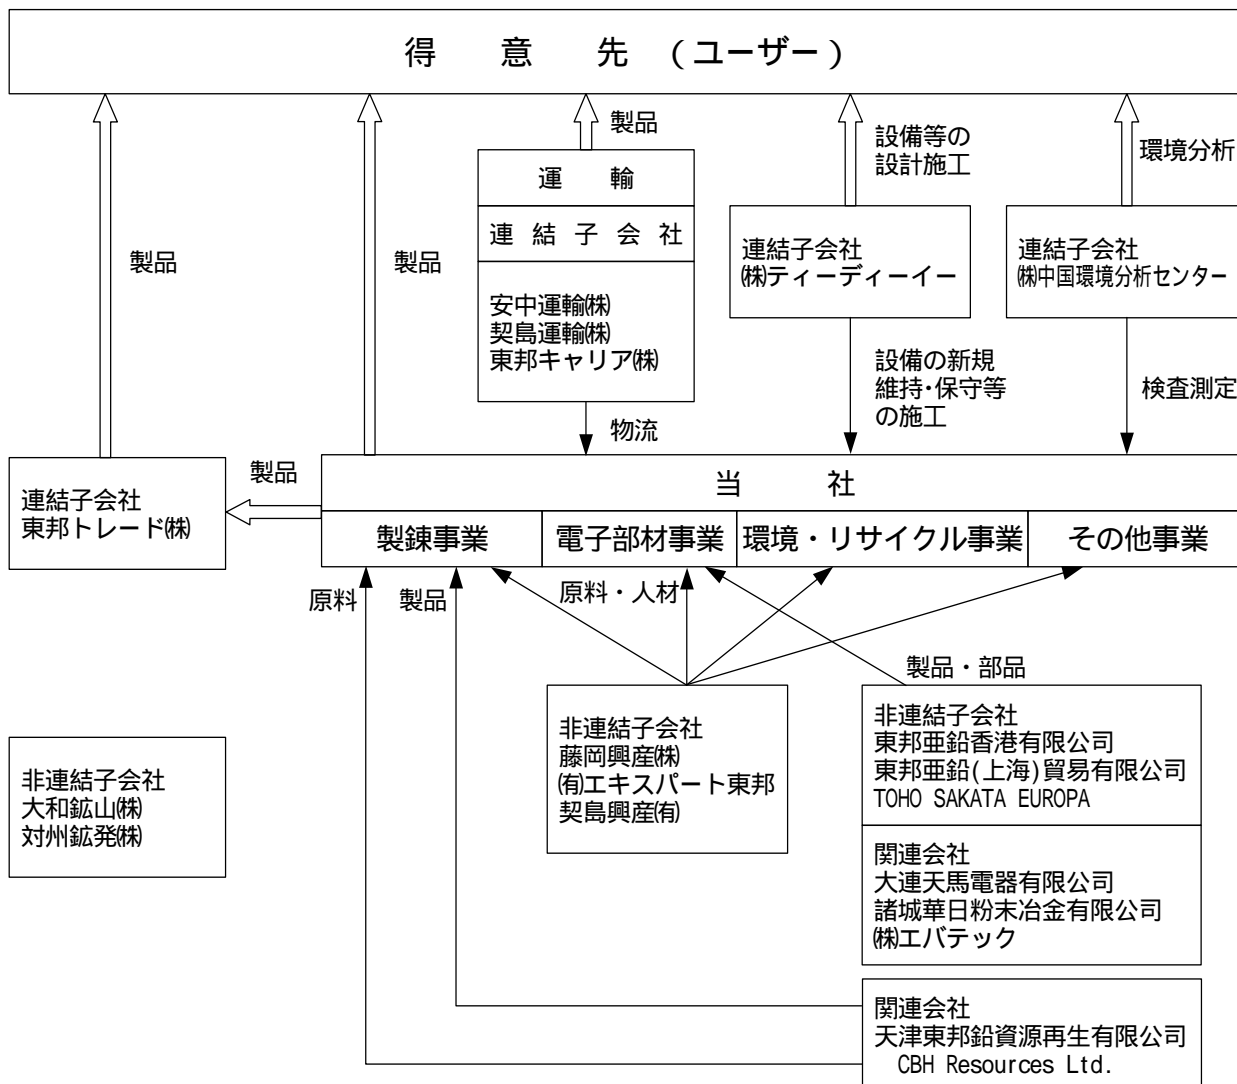 得 意 先 (ユーザー)
製品
製品
製品
設備等の
設計施工
環境分析
運 輸
連 結 子 会 社
安中運輸㈱
契島運輸㈱
東邦キャリア㈱
連結子会社
㈱ティーディーイー
連結子会社
㈱中国環境分析センター
物流
設備の新規
維持・保守等
の施工
検査測定
連結子会社
東邦トレード㈱
製品
当 社
製錬事業
電子部材事業
環境・リサイクル事業
その他事業
原料
製品
原料・人材
製品・部品
非連結子会社
大和鉱山㈱
対州鉱発㈱
非連結子会社
藤岡興産㈱
㈲エキスパート東邦
契島興産㈲
非連結子会社
東邦亜鉛香港有限公司
東邦亜鉛(上海)貿易有限公司
TOHO SAKATA EUROPA
関連会社
大連天馬電器有限公司
諸城華日粉末冶金有限公司
㈱エバテック
関連会社
天津東邦鉛資源再生有限公司
CBH Resources Ltd.